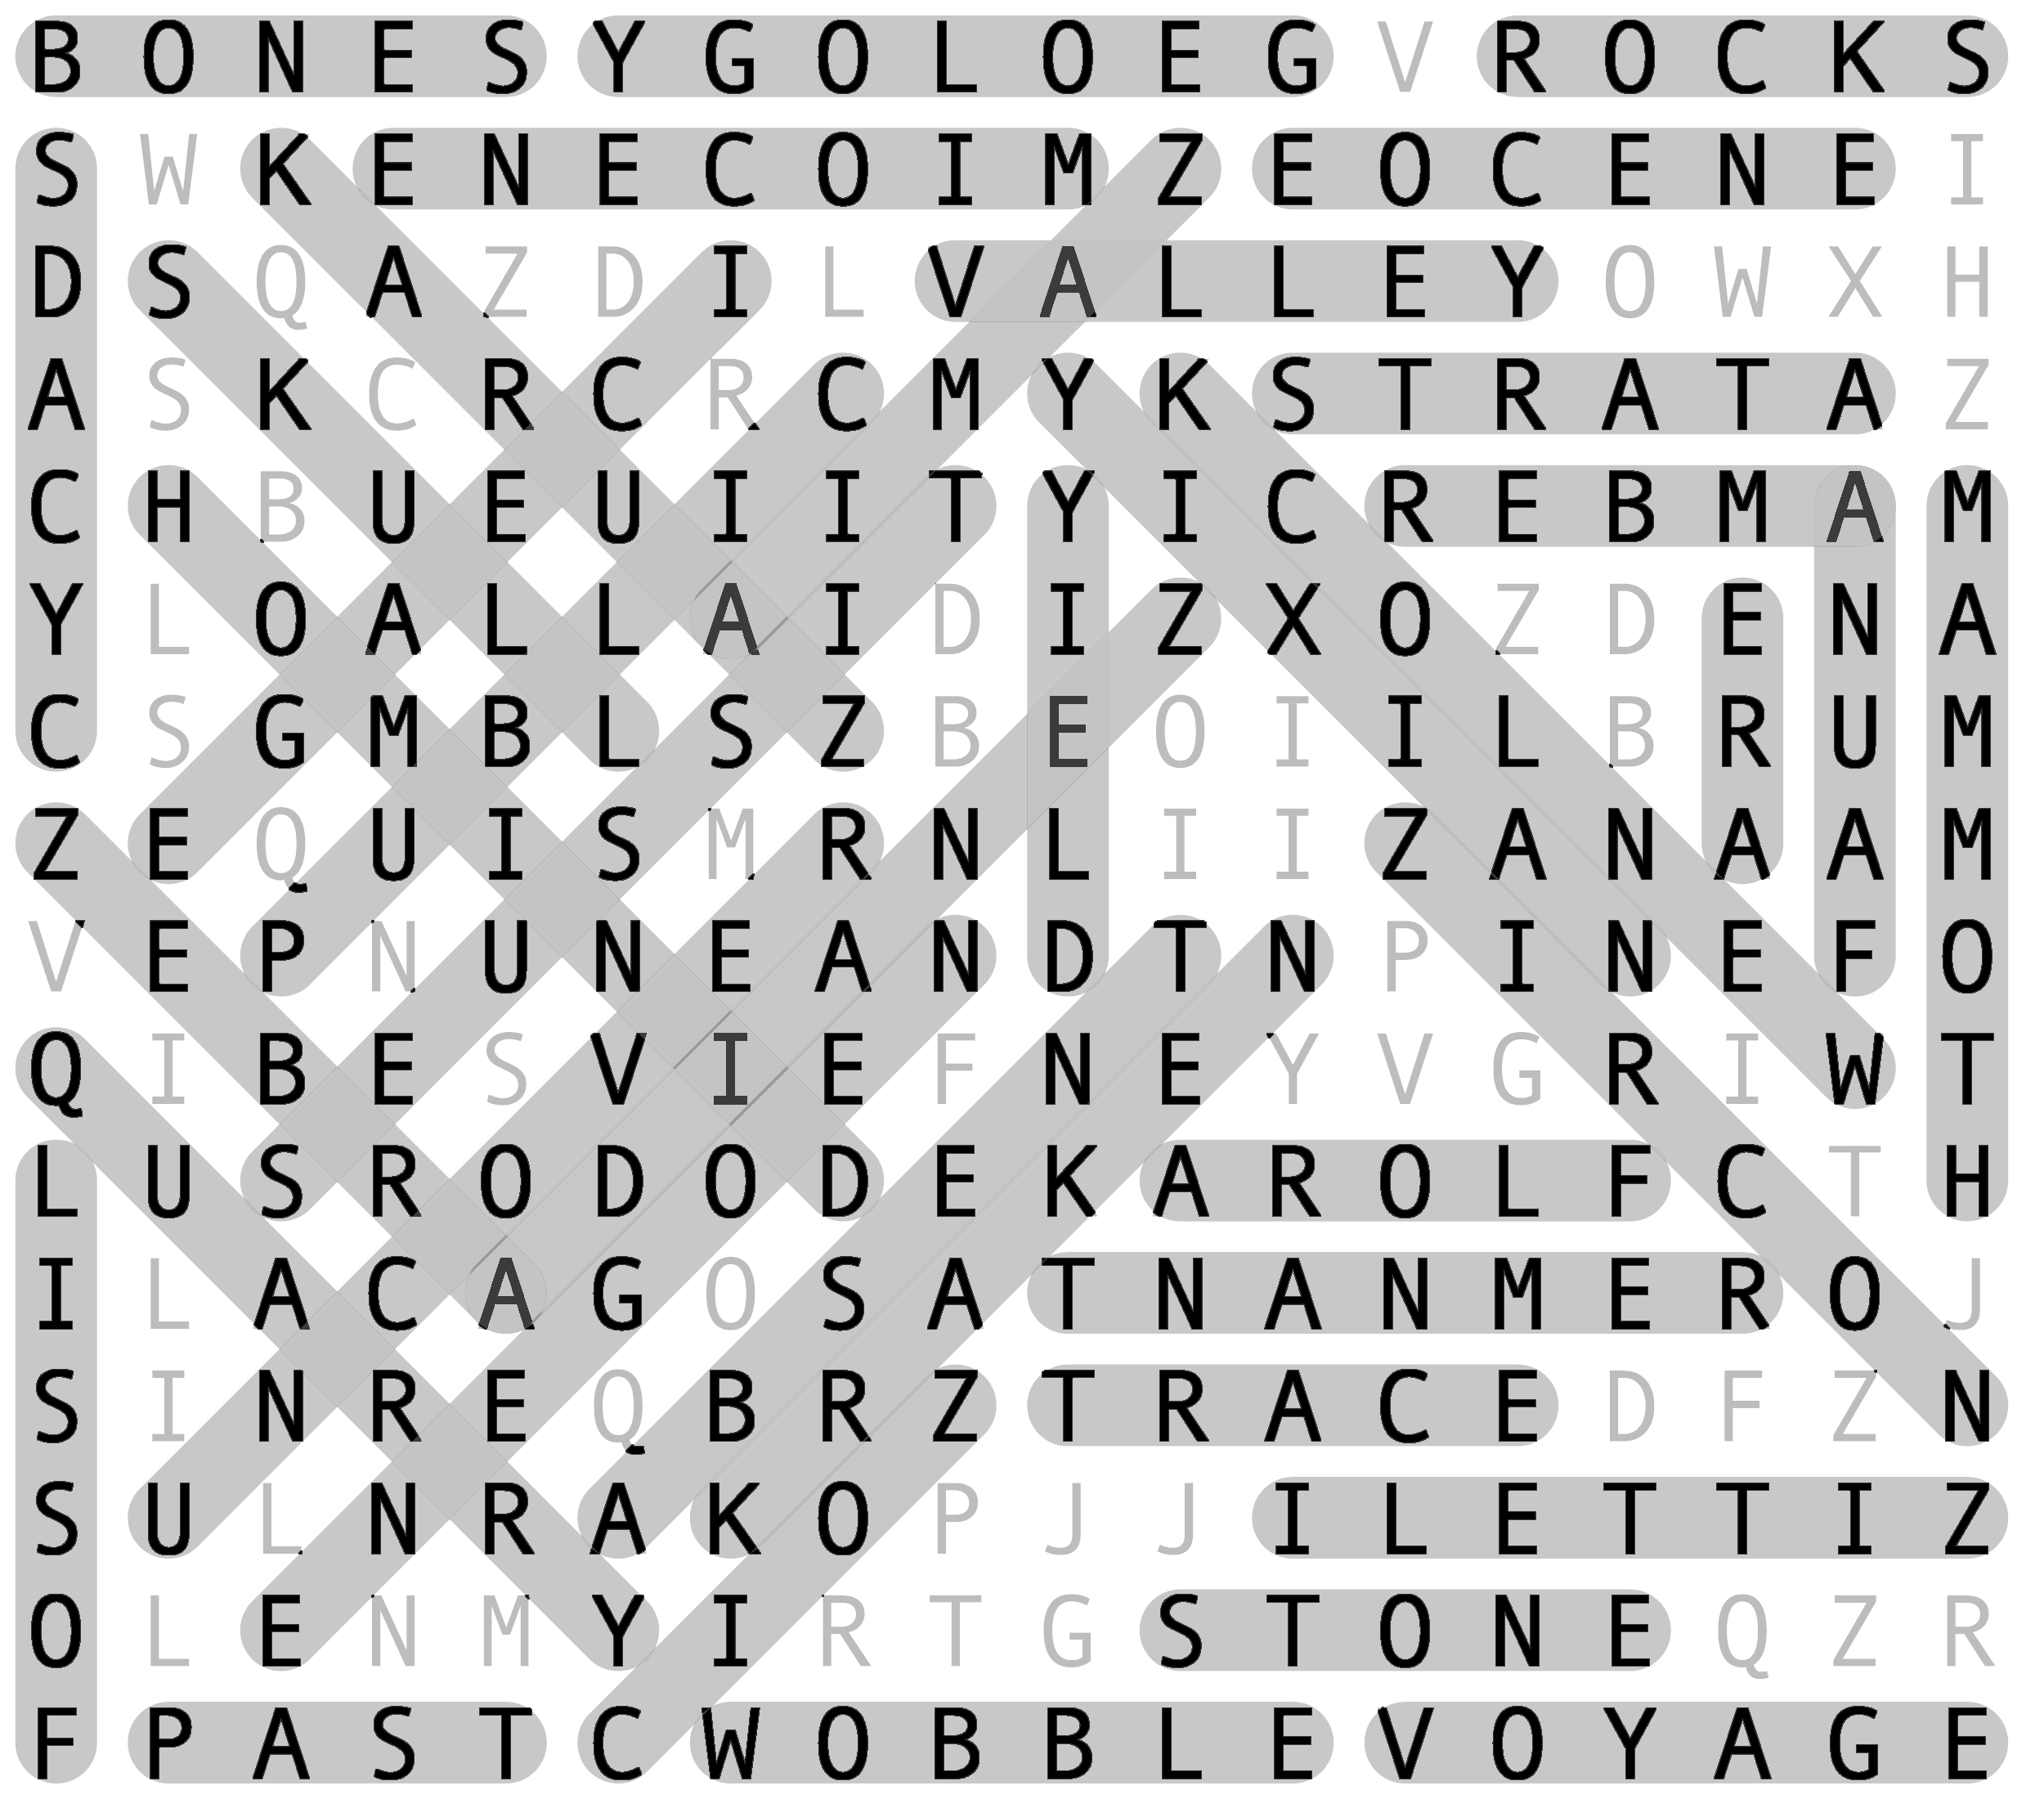 B O N E S Y G O L O E G V R O C K S
S W K E N E C O I M Z E O C E N E I
D S Q A Z D I L V A L L E Y O W X H
A S K C R C R C M Y K S T R A T A Z
C H B U E U I I T Y I C R E B M A M
Y L O A L L A I D I Z X O Z D E N A
C S G M B L S Z B E O I I L B R U M
Z E Q U I S M R N L I I Z A N A A M
V E P N U N E A N D T N P I N E F O
Q I B E S V I E F N E Y V G R I W T
L U S R O D O D E K A R O L F C T H
I L A C A G O S A T N A N M E R O J
S I N R E Q B R Z T R A C E D F Z N
S U L N R A K O P J J I L E T T I Z
O L E N M Y I R T G S T O N E Q Z R
F P A S T C W O B B L E V O Y A G E